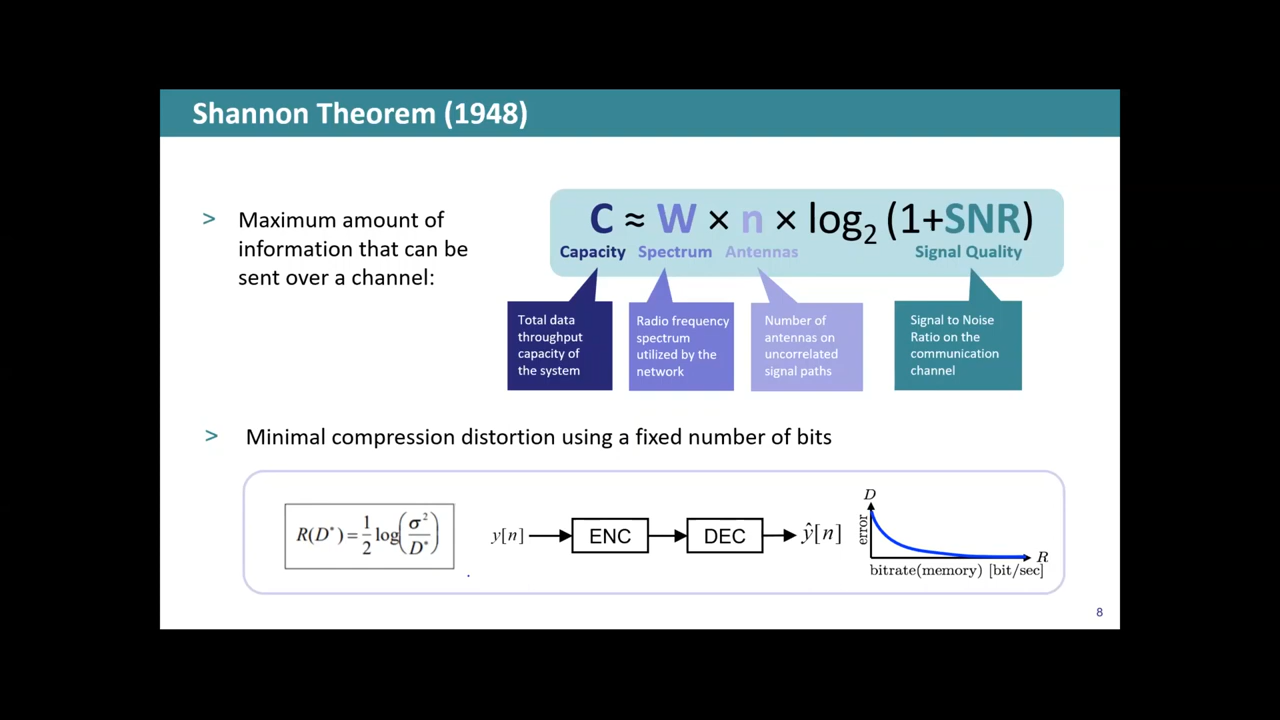 Shannon Theorem (1948)
> Maximum amount of
information that can be
sent over a channel:
C ≈ W × n × log₂ (1+SNR)
Capacity Spectrum Antennas Signal Quality
Total data
throughput
capacity of
the system
Radio frequency
spectrum
utilized by the
network
Number of
antennas on
uncorrelated
signal paths
Signal to Noise
Ratio on the
communication
channel
> Minimal compression distortion using a fixed number of bits
R(D*) = 1/2 log(σ²/D*)
y[n] ENC DEC ŷ[n]
D
error
R
bitrate(memory) [bit/sec]
8